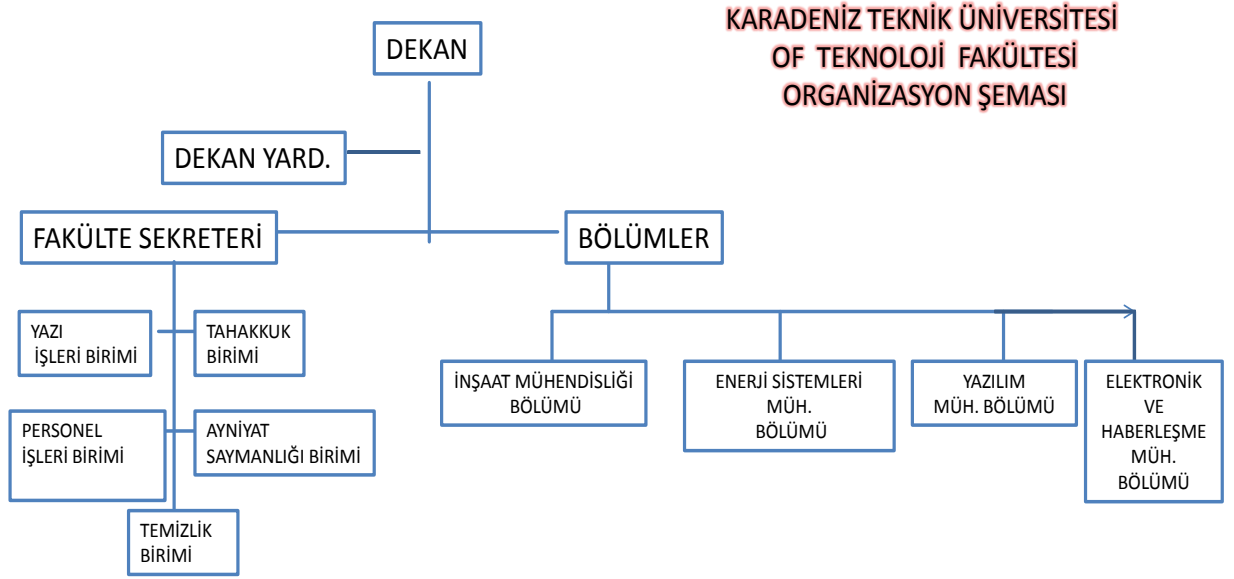 KARADENİZ TEKNİK ÜNİVERSİTESİ
OF TEKNOLOJİ FAKÜLTESİ
ORGANİZASYON ŞEMASI
DEKAN
DEKAN YARD.
FAKÜLTE SEKRETERİ
BÖLÜMLER
YAZI
İŞLERİ BİRİMİ
TAHAKKUK
BİRİMİ
PERSONEL
İŞLERİ BİRİMİ
AYNİYAT
SAYMANLIĞI BİRİMİ
TEMİZLİK
BİRİMİ
İNŞAAT MÜHENDİSLİĞİ
BÖLÜMÜ
ENERJİ SİSTEMLERİ
MÜH.
BÖLÜMÜ
YAZILIM
MÜH. BÖLÜMÜ
ELEKTRONİK
VE
HABERLEŞME
MÜH.
BÖLÜMÜ